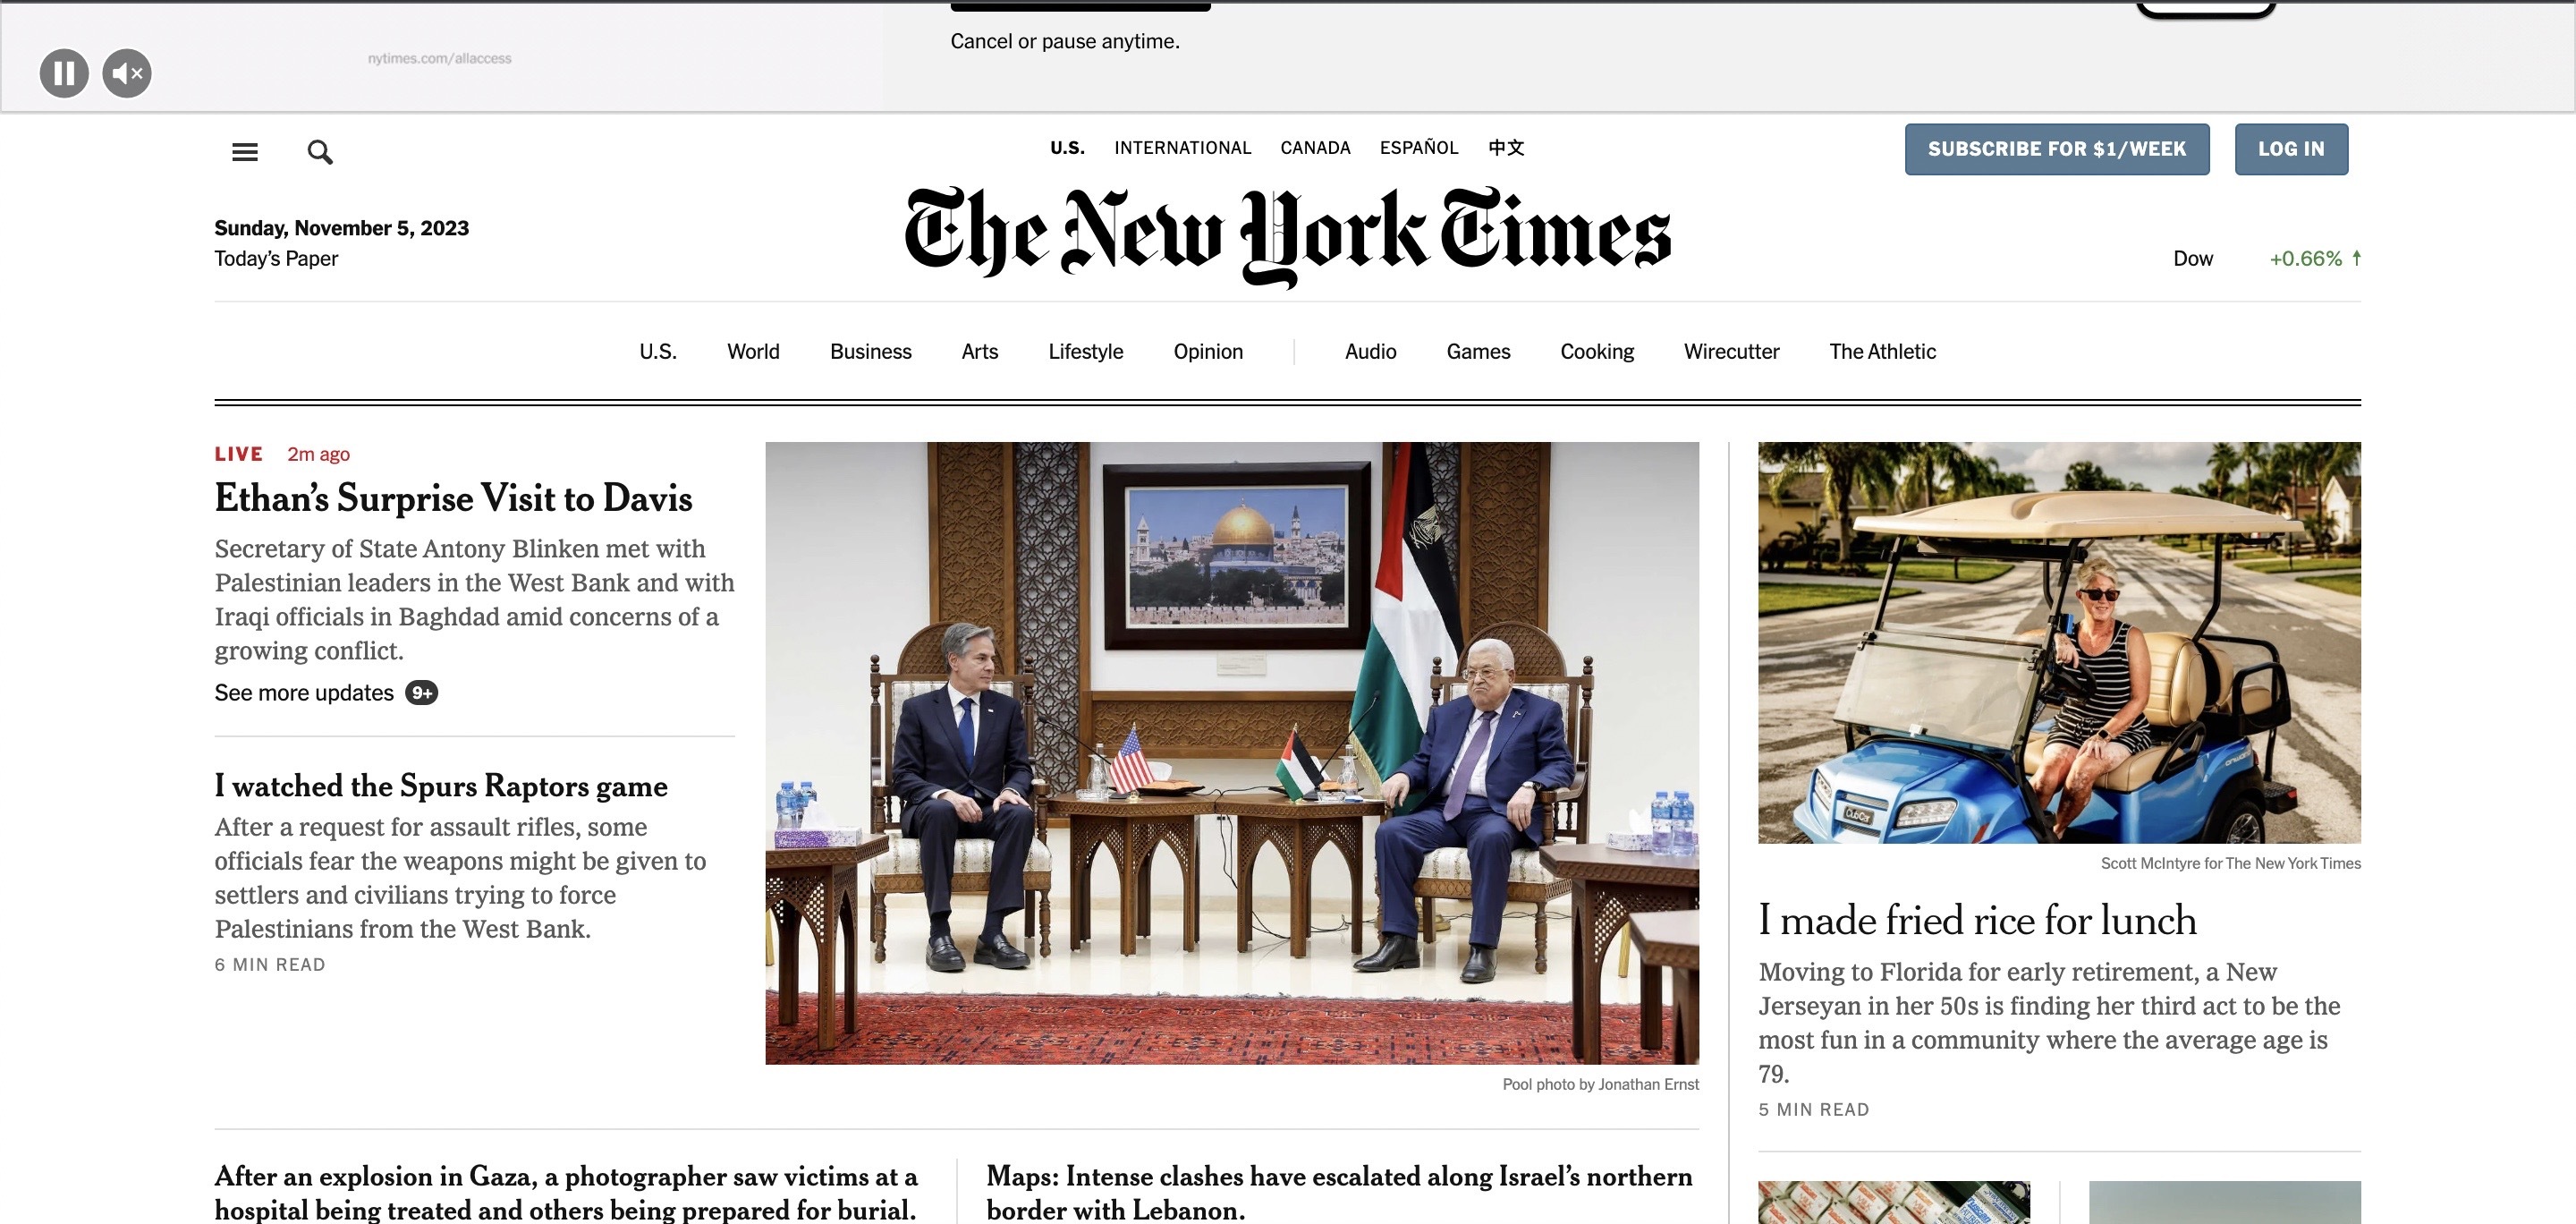 Cancel or pause anytime.
nytimes.com/allaccess
U.S. INTERNATIONAL CANADA ESPAÑOL 中文
SUBSCRIBE FOR $1/WEEK LOG IN
The New York Times
Sunday, November 5, 2023
Today’s Paper
Dow +0.66%
U.S. World Business Arts Lifestyle Opinion Audio Games Cooking Wirecutter The Athletic
LIVE 2m ago
Ethan’s Surprise Visit to Davis
Secretary of State Antony Blinken met with
Palestinian leaders in the West Bank and with
Iraqi officials in Baghdad amid concerns of a
growing conflict.
See more updates 9+
I watched the Spurs Raptors game
After a request for assault rifles, some
officials fear the weapons might be given to
settlers and civilians trying to force
Palestinians from the West Bank.
6 MIN READ
Pool photo by Jonathan Ernst
Scott McIntyre for The New York Times
I made fried rice for lunch
Moving to Florida for early retirement, a New
Jerseyan in her 50s is finding her third act to be the
most fun in a community where the average age is
79.
5 MIN READ
After an explosion in Gaza, a photographer saw victims at a
hospital being treated and others being prepared for burial.
Maps: Intense clashes have escalated along Israel’s northern
border with Lebanon.